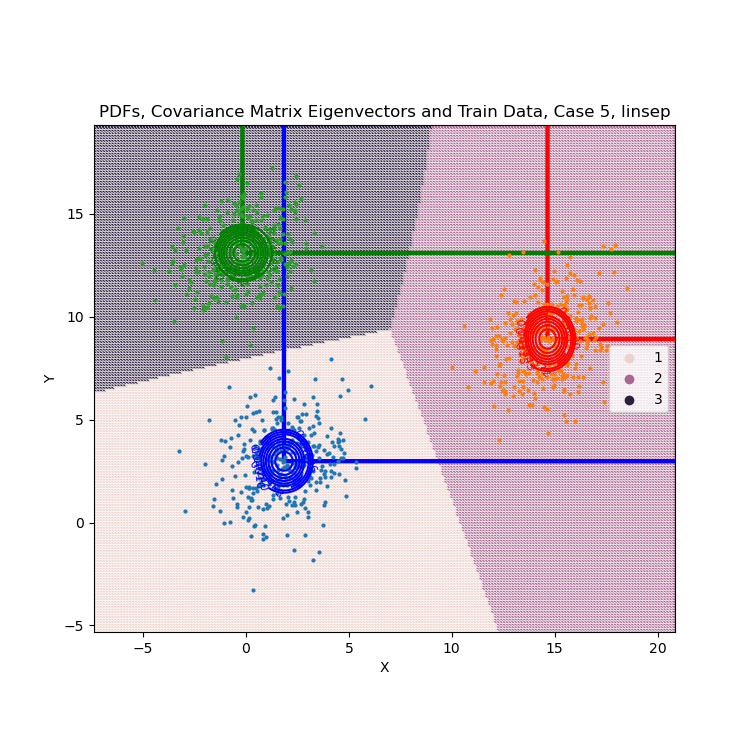 PDFs, Covariance Matrix Eigenvectors and Train Data, Case 5, linsep
15
10
5
0
−5
Y
1
2
3
−5 0 5 10 15 20
X